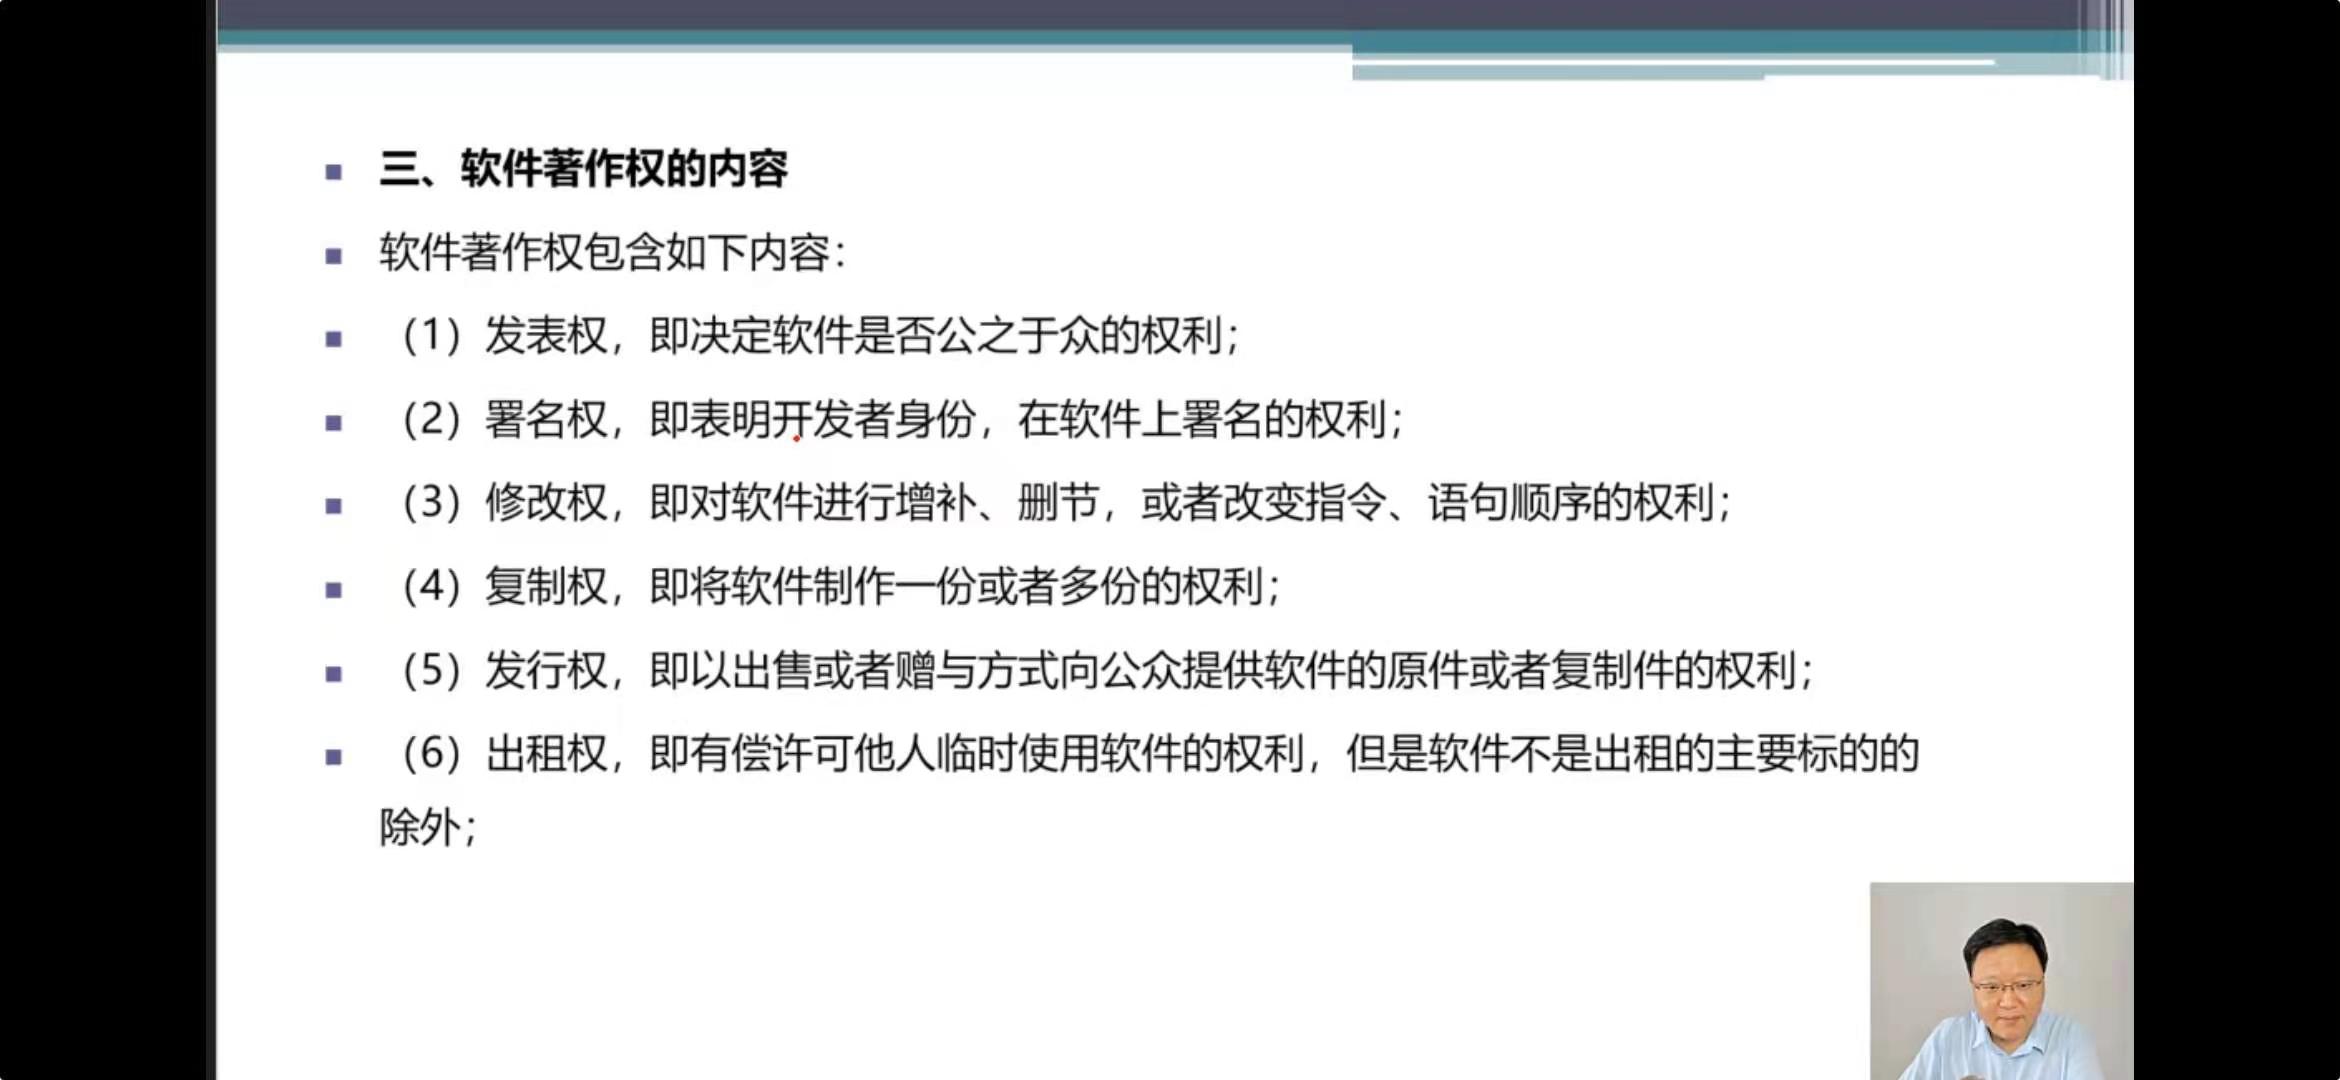 三、软件著作权的内容
软件著作权包含如下内容：
（1）发表权，即决定软件是否公之于众的权利；
（2）署名权，即表明开发者身份，在软件上署名的权利；
（3）修改权，即对软件进行增补、删节，或者改变指令、语句顺序的权利；
（4）复制权，即将软件制作一份或者多份的权利；
（5）发行权，即以出售或者赠与方式向公众提供软件的原件或者复制件的权利；
（6）出租权，即有偿许可他人临时使用软件的权利，但是软件不是出租的主要标的的
除外；